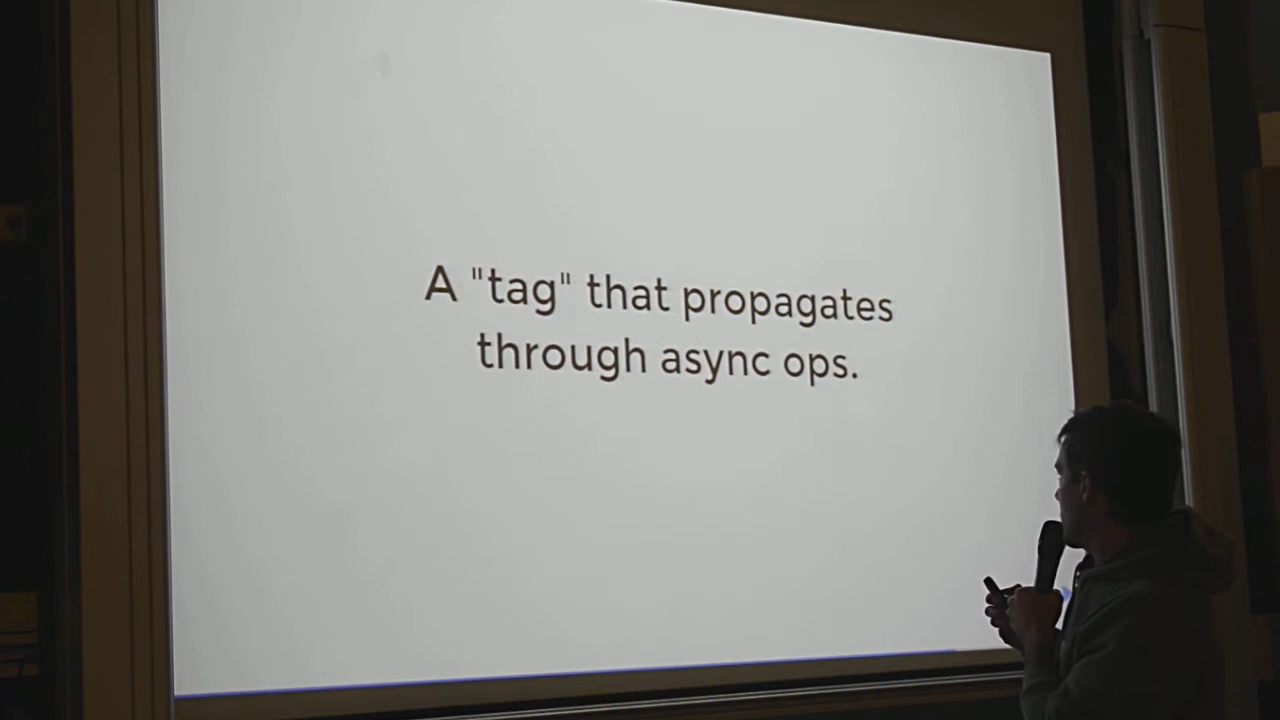 A "tag" that propagates
through async ops.